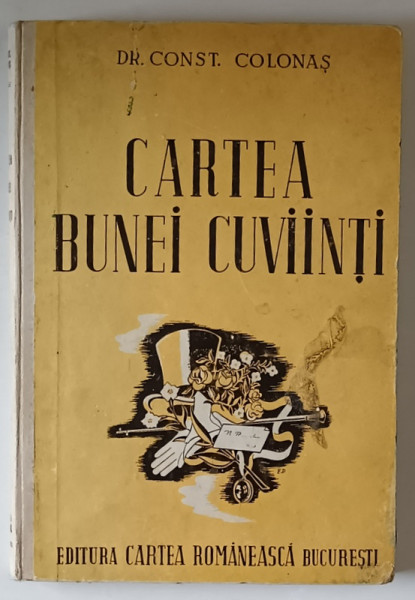 DR. CONST. COLONAȘ
CARTEA
BUNEI CUVIINȚI
EDITURA CARTEA ROMÂNEASCĂ BUCUREȘTI